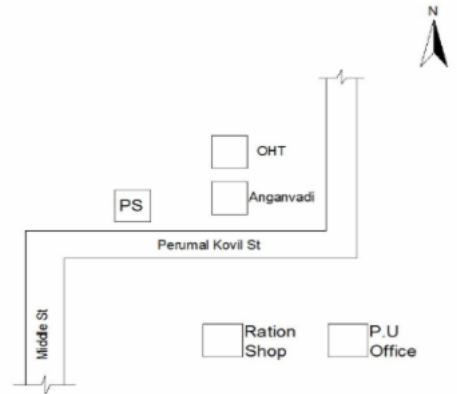 N
OHT
Anganvadi
PS
Perumal Kovil St
Middle St
Ration
Shop
P.U
Office